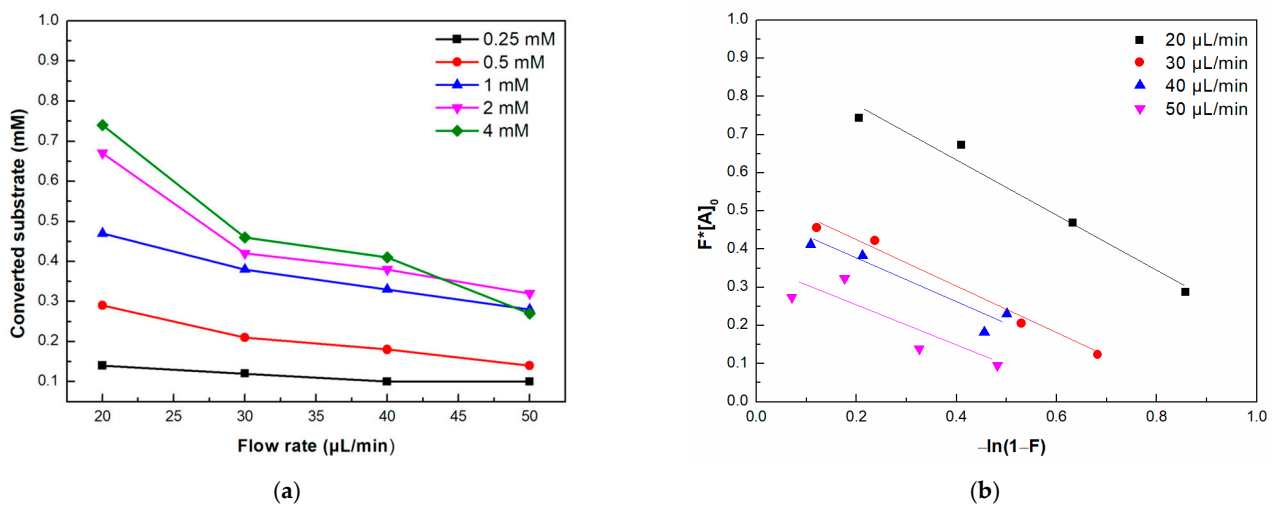 1.0
0.9
0.8
0.7
0.6
0.5
0.4
0.3
0.2
0.1
Converted substrate (mM)
20 25 30 35 40 45 50
Flow rate (µL/min)
0.25 mM
0.5 mM
1 mM
2 mM
4 mM
(a)
1.0
0.9
0.8
0.7
0.6
0.5
0.4
0.3
0.2
0.1
0.0
F*[A]₀
0.0 0.2 0.4 0.6 0.8 1.0
–ln(1–F)
20 µL/min
30 µL/min
40 µL/min
50 µL/min
(b)